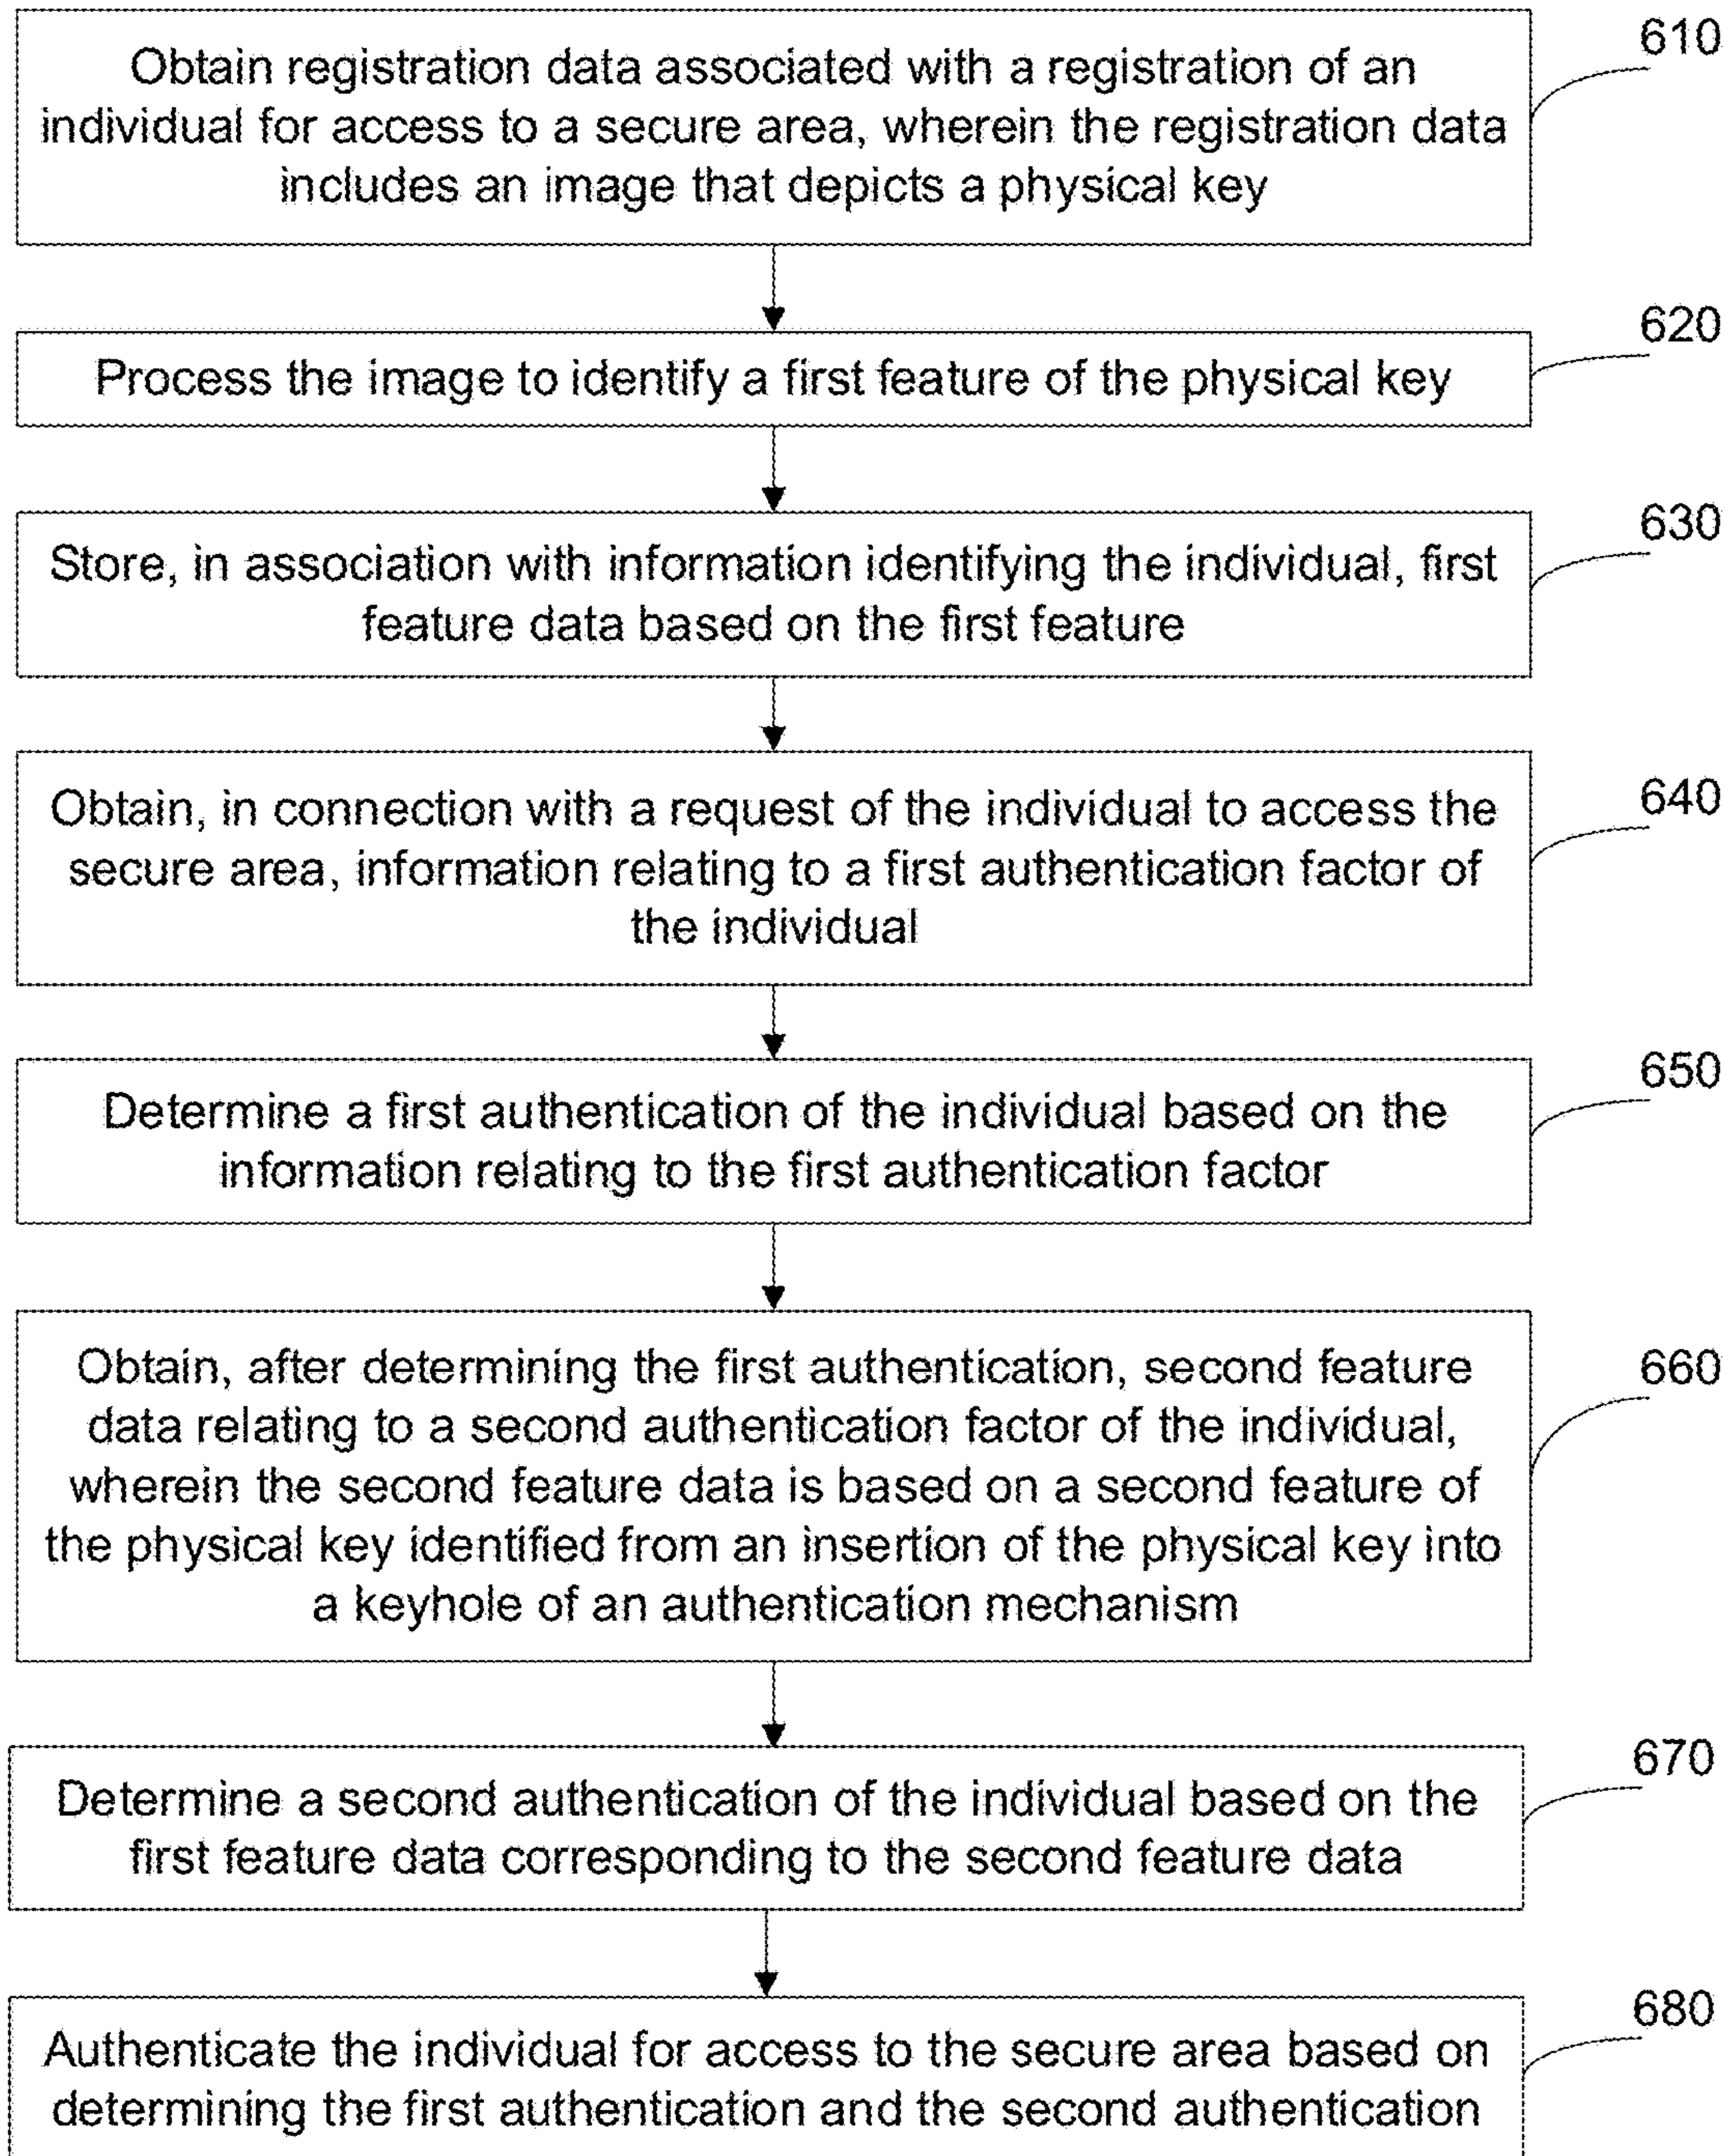 610
Obtain registration data associated with a registration of an
individual for access to a secure area, wherein the registration data
includes an image that depicts a physical key
620
Process the image to identify a first feature of the physical key
630
Store, in association with information identifying the individual, first
feature data based on the first feature
640
Obtain, in connection with a request of the individual to access the
secure area, information relating to a first authentication factor of
the individual
650
Determine a first authentication of the individual based on the
information relating to the first authentication factor
660
Obtain, after determining the first authentication, second feature
data relating to a second authentication factor of the individual,
wherein the second feature data is based on a second feature of
the physical key identified from an insertion of the physical key into
a keyhole of an authentication mechanism
670
Determine a second authentication of the individual based on the
first feature data corresponding to the second feature data
680
Authenticate the individual for access to the secure area based on
determining the first authentication and the second authentication